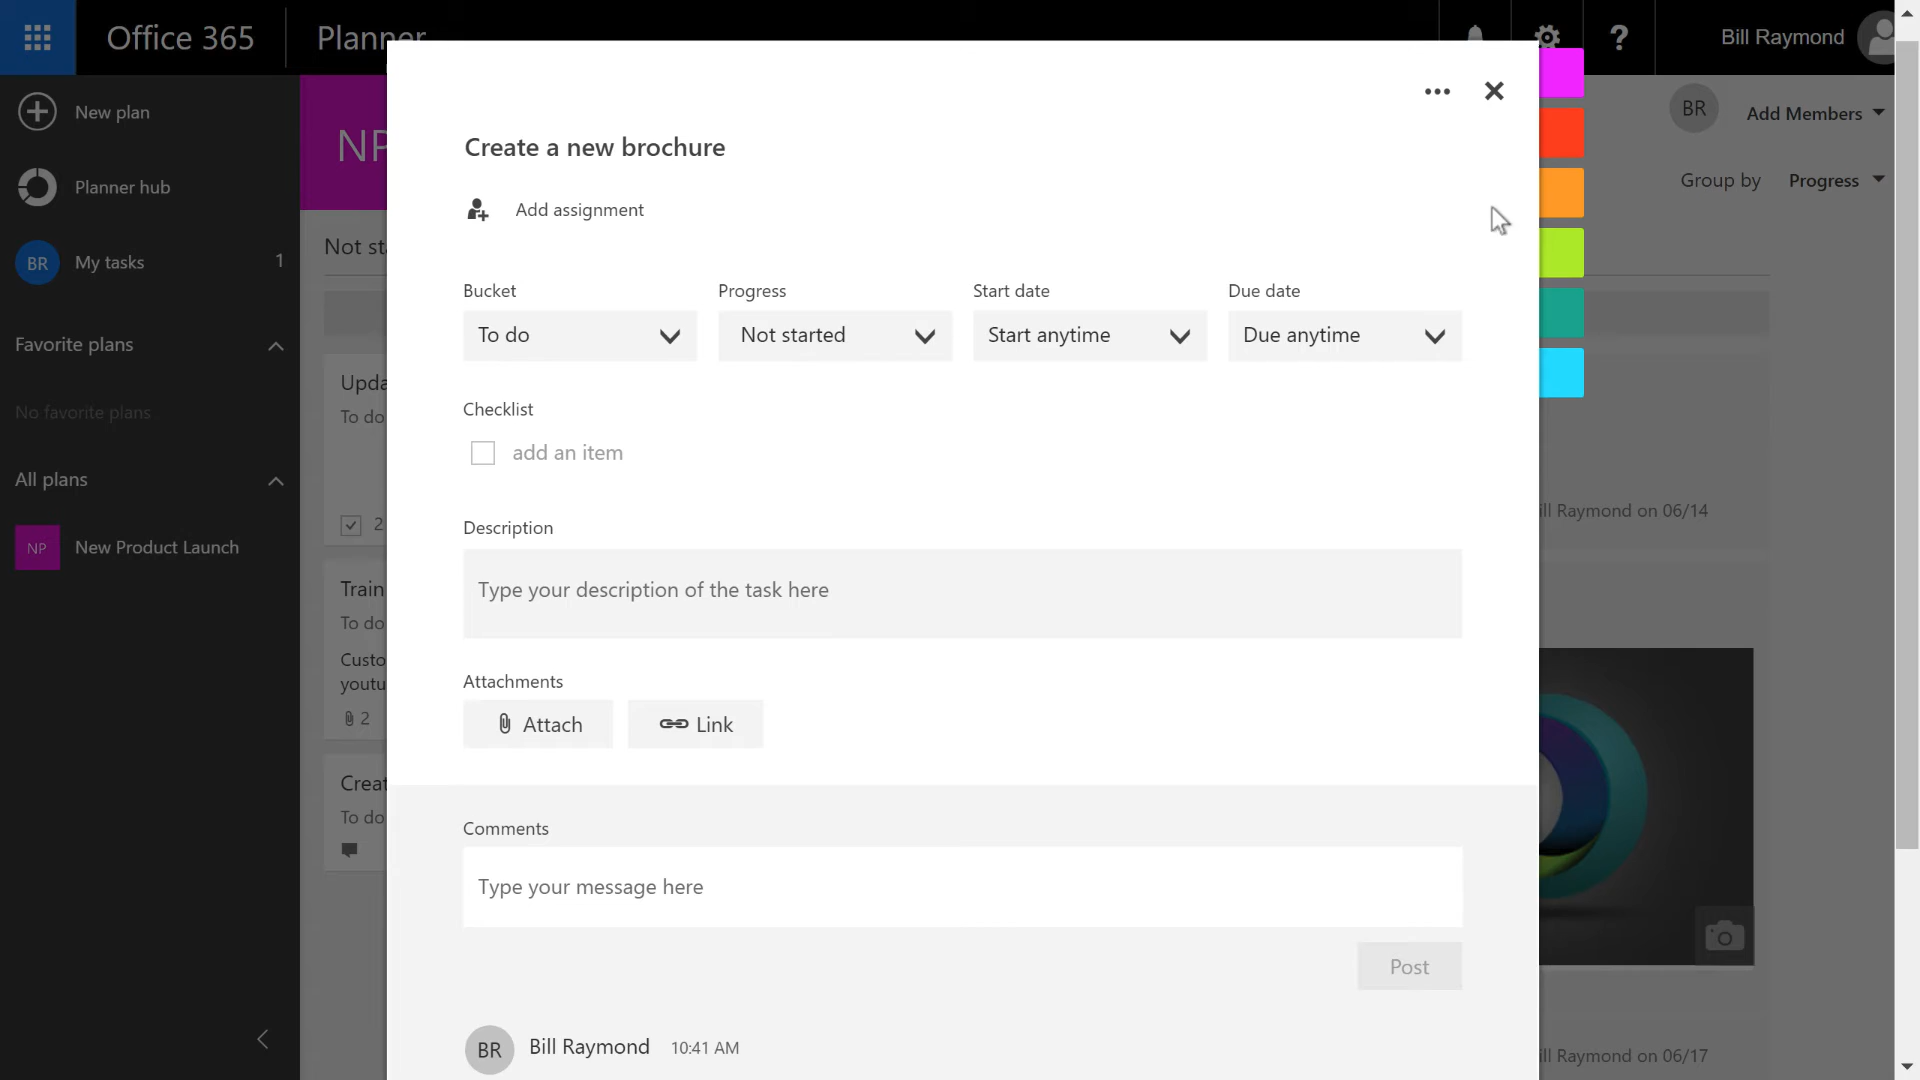 Office 365
Planner
Bill Raymond
New plan
Planner hub
BR
My tasks
1
Favorite plans
No favorite plans
All plans
NP
New Product Launch
NP
BR
Add Members
Group by
Progress
Not sta
Upda
To do
2
Train
To do
Custo
youtu
2
Creat
To do
Create a new brochure
Add assignment
Bucket
Progress
Start date
Due date
To do
Not started
Start anytime
Due anytime
Checklist
add an item
Description
Type your description of the task here
Attachments
Attach
Link
Comments
Type your message here
Post
BR
Bill Raymond
10:41 AM
ill Raymond on 06/14
ill Raymond on 06/17